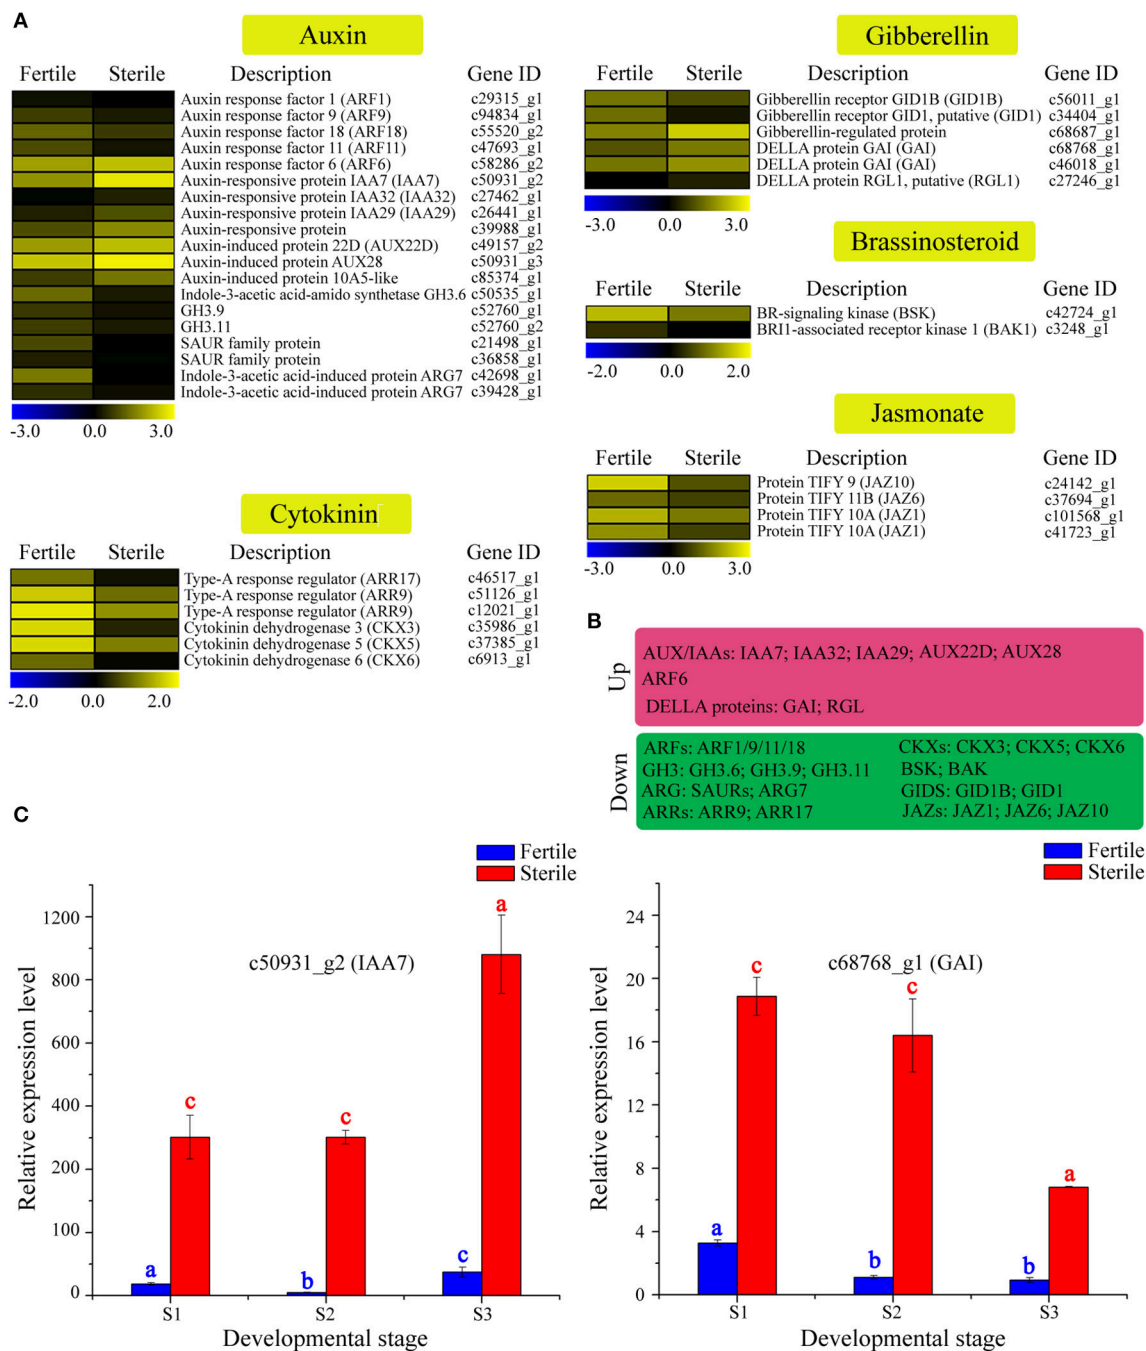 A
Auxin
Fertile Sterile Description Gene ID
Auxin response factor 1 (ARF1) c29315_g1
Auxin response factor 9 (ARF9) c94834_g1
Auxin response factor 18 (ARF18) c55520_g2
Auxin response factor 11 (ARF11) c47693_g1
Auxin response factor 6 (ARF6) c58286_g2
Auxin-responsive protein IAA7 (IAA7) c50931_g2
Auxin-responsive protein IAA32 (IAA32) c27462_g1
Auxin-responsive protein IAA29 (IAA29) c26441_g1
Auxin-responsive protein c39988_g1
Auxin-induced protein 22D (AUX22D) c49157_g2
Auxin-induced protein AUX28 c50931_g3
Auxin-induced protein 10A5-like c85374_g1
Indole-3-acetic acid-amido synthetase GH3.6 c50535_g1
GH3.9 c52760_g1
GH3.11 c52760_g2
SAUR family protein c21498_g1
SAUR family protein c36858_g1
Indole-3-acetic acid-induced protein ARG7 c42698_g1
Indole-3-acetic acid-induced protein ARG7 c39428_g1
-3.0 0.0 3.0
Cytokinin
Fertile Sterile Description Gene ID
Type-A response regulator (ARR17) c46517_g1
Type-A response regulator (ARR9) c51126_g1
Type-A response regulator (ARR9) c12021_g1
Cytokinin dehydrogenase 3 (CKX3) c35986_g1
Cytokinin dehydrogenase 5 (CKX5) c37385_g1
Cytokinin dehydrogenase 6 (CKX6) c6913_g1
-2.0 0.0 2.0
Gibberellin
Fertile Sterile Description Gene ID
Gibberellin receptor GID1B (GID1B) c56011_g1
Gibberellin receptor GID1, putative (GID1) c34404_g1
Gibberellin-regulated protein c68687_g1
DELLA protein GAI (GAI) c68768_g1
DELLA protein GAI (GAI) c46018_g1
DELLA protein RGL1, putative (RGL1) c27246_g1
-3.0 0.0 3.0
Brassinosteroid
Fertile Sterile Description Gene ID
BR-signaling kinase (BSK) c42724_g1
BRI1-associated receptor kinase 1 (BAK1) c3248_g1
-2.0 0.0 2.0
Jasmonate
Fertile Sterile Description Gene ID
Protein TIFY 9 (JAZ10) c24142_g1
Protein TIFY 11B (JAZ6) c37694_g1
Protein TIFY 10A (JAZ1) c101568_g1
Protein TIFY 10A (JAZ1) c41723_g1
-3.0 0.0 3.0
B
Up
AUX/IAAs: IAA7; IAA32; IAA29; AUX22D; AUX28
ARF6
DELLA proteins: GAI; RGL
Down
ARFs: ARF1/9/11/18 CKXs: CKX3; CKX5; CKX6
GH3: GH3.6; GH3.9; GH3.11 BSK; BAK
ARG: SAURs; ARG7 GIDS: GID1B; GID1
ARRs: ARR9; ARR17 JAZs: JAZ1; JAZ6; JAZ10
C
Fertile
Sterile
c50931_g2 (IAA7)
Relative expression level
1200
800
600
400
200
100
0
a
c
b
c
c
a
S1 S2 S3
Developmental stage
Fertile
Sterile
c68768_g1 (GAI)
Relative expression level
24
20
16
12
8
4
0
a
c
b
c
b
a
S1 S2 S3
Developmental stage